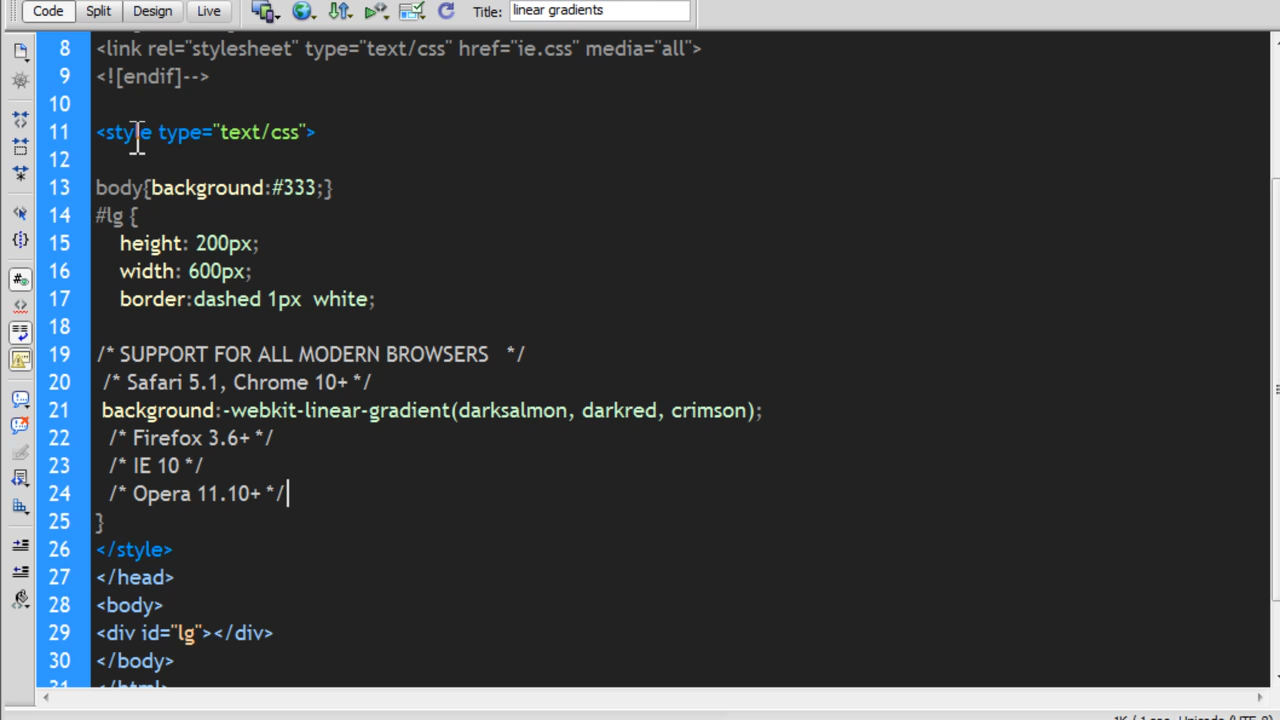 Code Split Design Live Title: linear gradients
8 <link rel="stylesheet" type="text/css" href="ie.css" media="all">
9 <![endif]-->
10
11 <style type="text/css">
12
13 body{background:#333;}
14 #lg {
15 height: 200px;
16 width: 600px;
17 border:dashed 1px  white;
18
19 /* SUPPORT FOR ALL MODERN BROWSERS   */
20 /* Safari 5.1, Chrome 10+ */
21 background:-webkit-linear-gradient(darksalmon, darkred, crimson);
22 /* Firefox 3.6+ */
23 /* IE 10 */
24 /* Opera 11.10+ */
25 }
26 </style>
27 </head>
28 <body>
29 <div id="lg"></div>
30 </body>
31 </html>